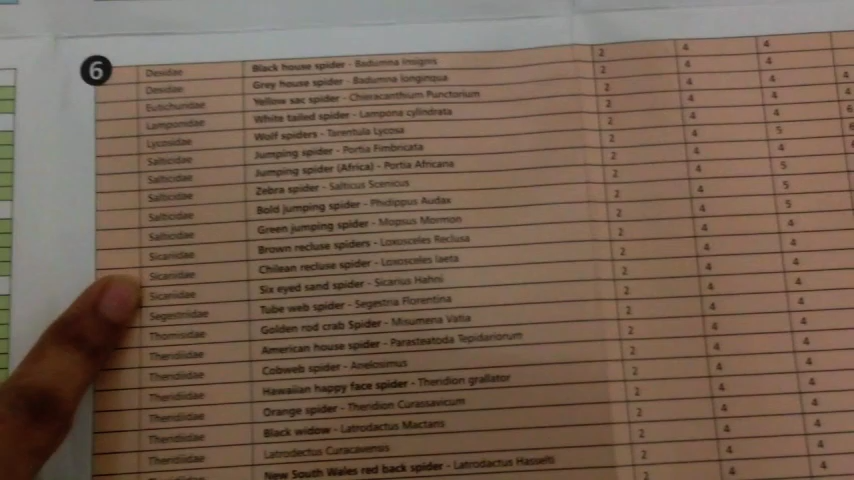 6
Desidae Black house spider - Badumna Insignis 2 4 4
Desidae Grey house spider - Badumna longinqua 2 4 4
Eutichuridae Yellow sac spider - Cheiracanthium Punctorium 2 4 4
Lamponidae White tailed spider - Lampona cylindrata 2 4 4
Lycosidae Wolf spiders - Tarentula Lycosa 2 4 4
Salticidae Jumping spider - Portia Fimbricata 2 4 5
Salticidae Jumping spider (Africa) - Portia Africana 2 4 4
Salticidae Zebra spider - Salticus Scenicus 2 4 5
Salticidae Bold jumping spider - Phidippus Audax 2 4 5
Salticidae Green jumping spider - Mopsus Mormon 2 4 5
Sicariidae Brown recluse spiders - Loxosceles Reclusa 2 4 4
Sicariidae Chilean recluse spider - Loxosceles laeta 2 4 4
Sicariidae Six eyed sand spider - Sicarius Hahni 2 4 4
Segestriidae Tube web spider - Segestria Florentina 2 4 4
Thomisidae Golden rod crab Spider - Misumena Vatia 2 4 4
Theridiidae American house spider - Parasteatoda Tepidariorum 2 4 4
Theridiidae Cobweb spider - Anelosimus 2 4 4
Theridiidae Hawaiian happy face spider - Theridion grallator 2 4 4
Theridiidae Orange spider - Theridion Curassavicum 2 4 4
Theridiidae Black widow - Latrodactus Mactans 2 4 4
Theridiidae Latrodectus Curacavensis 2 4 4
New South Wales red back spider - Latrodactus Hasselti 2 4 4